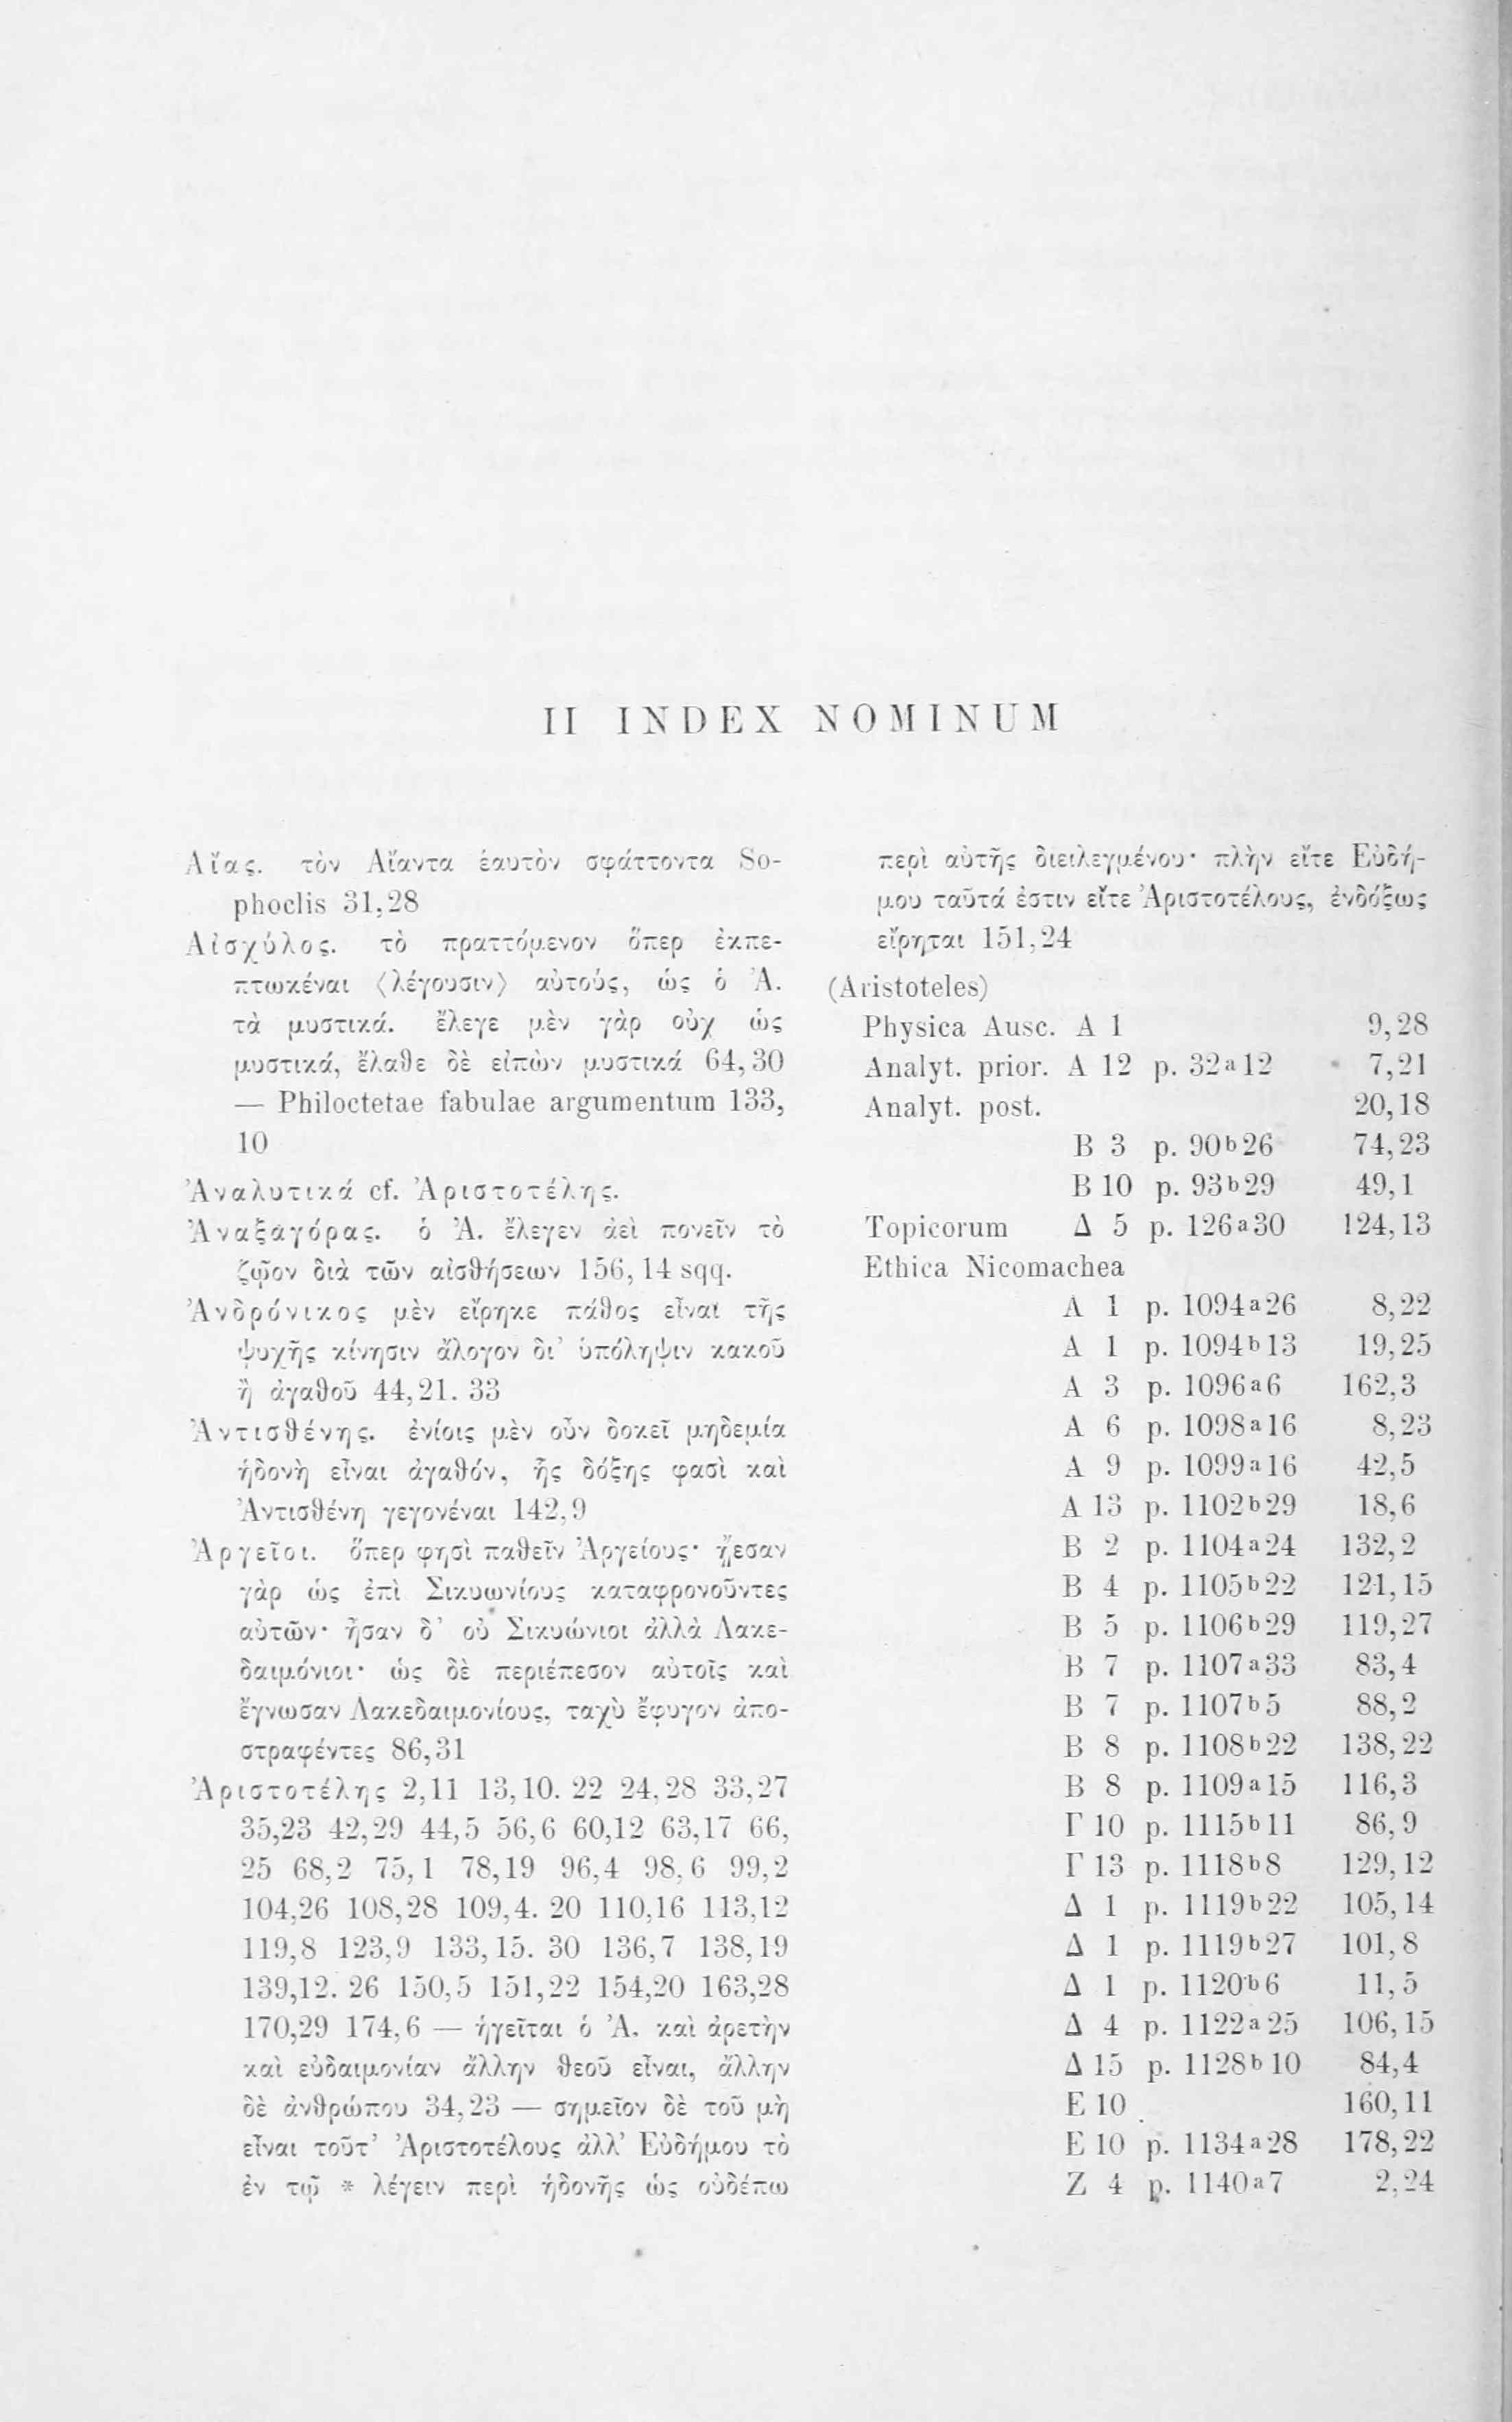 II INDEX NOMINUM
Αἴας. τὸν Αἴαντα ἑαυτὸν σφάττοντα So-
phoclis 31,28
Αἰσχύλος. τὸ πραττόμενον ὅπερ ἐκπε-
πτωκέναι ⟨λέγουσιν⟩ αὐτούς, ὡς ὁ Ἀ.
τὰ μυστικά. ἔλεγε μὲν γὰρ οὐχ ὡς
μυστικά, ἔλαθε δὲ εἰπὼν μυστικά 64,30
— Philoctetae fabulae argumentum 133,
10
Ἀναλυτικά cf. Ἀριστοτέλης.
Ἀναξαγόρας. ὁ Ἀ. ἔλεγεν ἀεὶ πονεῖν τὸ
ζῷον διὰ τῶν αἰσθήσεων 156,14 sqq.
Ἀνδρόνικος μὲν εἴρηκε πάθος εἶναι τῆς
ψυχῆς κίνησιν ἄλογον δι’ ὑπόληψιν κακοῦ
ἢ ἀγαθοῦ 44,21. 33
Ἀντισθένης. ἐνίοις μὲν οὖν δοκεῖ μηδεμία
ἡδονὴ εἶναι ἀγαθόν, ἧς δόξης φασὶ καὶ
Ἀντισθένη γεγονέναι 142,9
Ἀργεῖοι. ὅπερ φησὶ παθεῖν Ἀργείους· ᾔεσαν
γὰρ ὡς ἐπὶ Σικυωνίους καταφρονοῦντες
αὐτῶν· ἦσαν δ’ οὐ Σικυώνιοι ἀλλὰ Λακε-
δαιμόνιοι· ὡς δὲ περιέπεσον αὐτοῖς καὶ
ἔγνωσαν Λακεδαιμονίους, ταχὺ ἔφυγον ἀπο-
στραφέντες 86,31
Ἀριστοτέλης 2,11 13,10. 22 24,28 33,27
35,23 42,29 44,5 56,6 60,12 63,17 66,
25 68,2 75,1 78,19 96,4 98,6 99,2
104,26 108,28 109,4. 20 110,16 113,12
119,8 123,9 133,15. 30 136,7 138,19
139,12. 26 150,5 151,22 154,20 163,28
170,29 174,6 — ἡγεῖται ὁ Ἀ. καὶ ἀρετὴν
καὶ εὐδαιμονίαν ἄλλην θεοῦ εἶναι, ἄλλην
δὲ ἀνθρώπου 34,23 — σημεῖον δὲ τοῦ μὴ
εἶναι τοῦτ’ Ἀριστοτέλους ἀλλ’ Εὐδήμου τὸ
ἐν τῷ * λέγειν περὶ ἡδονῆς ὡς οὐδέπω
περὶ αὐτῆς διειλεγμένου· πλὴν εἴτε Εὐδή-
μου ταῦτά ἐστιν εἴτε Ἀριστοτέλους, ἐνδόξως
εἴρηται 151,24
(Aristoteles)
Physica Ausc. A 1 9,28
Analyt. prior. A 12 p. 32a12 7,21
Analyt. post. 20,18
B 3 p. 90b26 74,23
B 10 p. 93b29 49,1
Topicorum Δ 5 p. 126a30 124,13
Ethica Nicomachea
A 1 p. 1094a26 8,22
A 1 p. 1094b13 19,25
A 3 p. 1096a6 162,3
A 6 p. 1098a16 8,23
A 9 p. 1099a16 42,5
A 13 p. 1102b29 18,6
B 2 p. 1104a24 132,2
B 4 p. 1105b22 121,15
B 5 p. 1106b29 119,27
B 7 p. 1107a33 83,4
B 7 p. 1107b5 88,2
B 8 p. 1108b22 138,22
B 8 p. 1109a15 116,3
Γ 10 p. 1115b11 86,9
Γ 13 p. 1118b8 129,12
Δ 1 p. 1119b22 105,14
Δ 1 p. 1119b27 101,8
Δ 1 p. 1120b6 11,5
Δ 4 p. 1122a25 106,15
Δ 15 p. 1128b10 84,4
E 10 160,11
E 10 p. 1134a28 178,22
Z 4 p. 1140a7 2,24